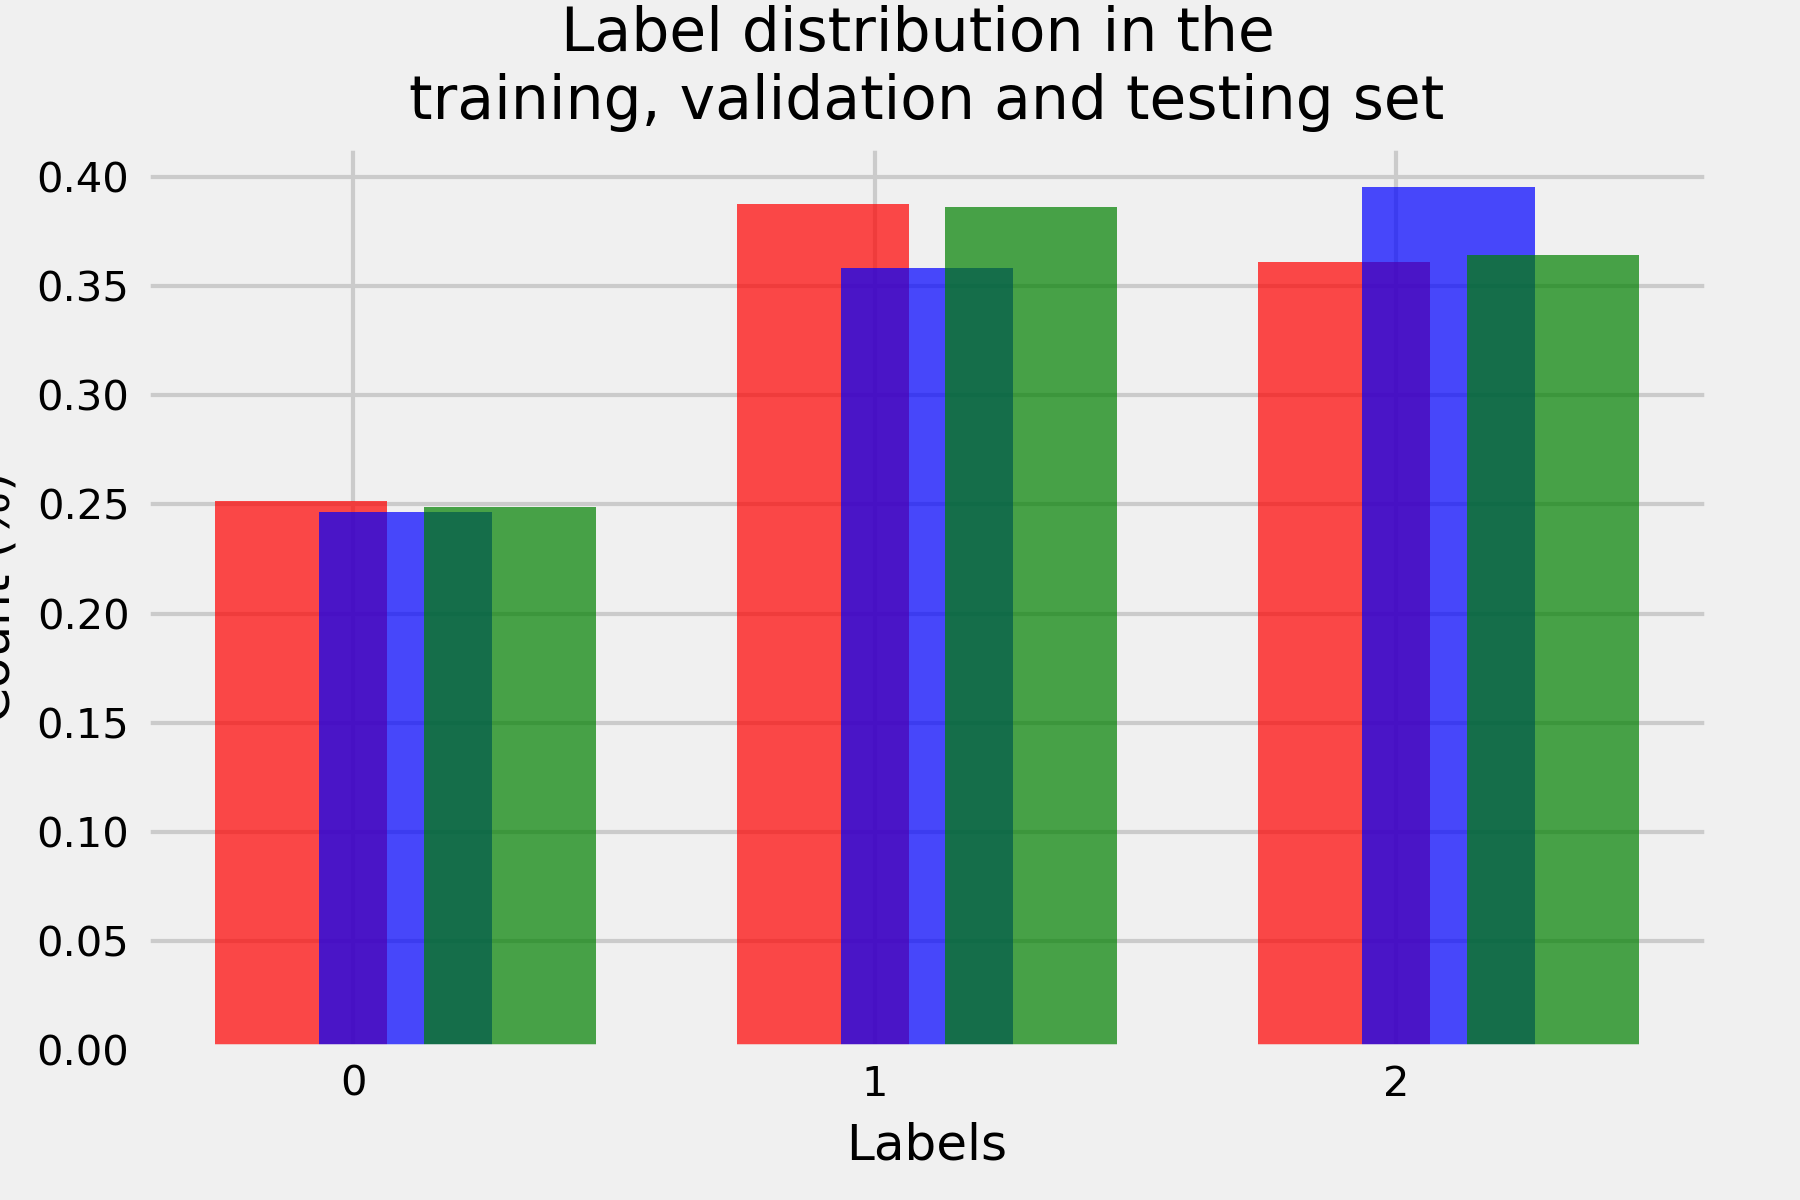 Label distribution in the
training, validation and testing set
0.40
0.35
0.30
0.25
0.20
0.15
0.10
0.05
0.00
Count (%)
0 1 2
Labels